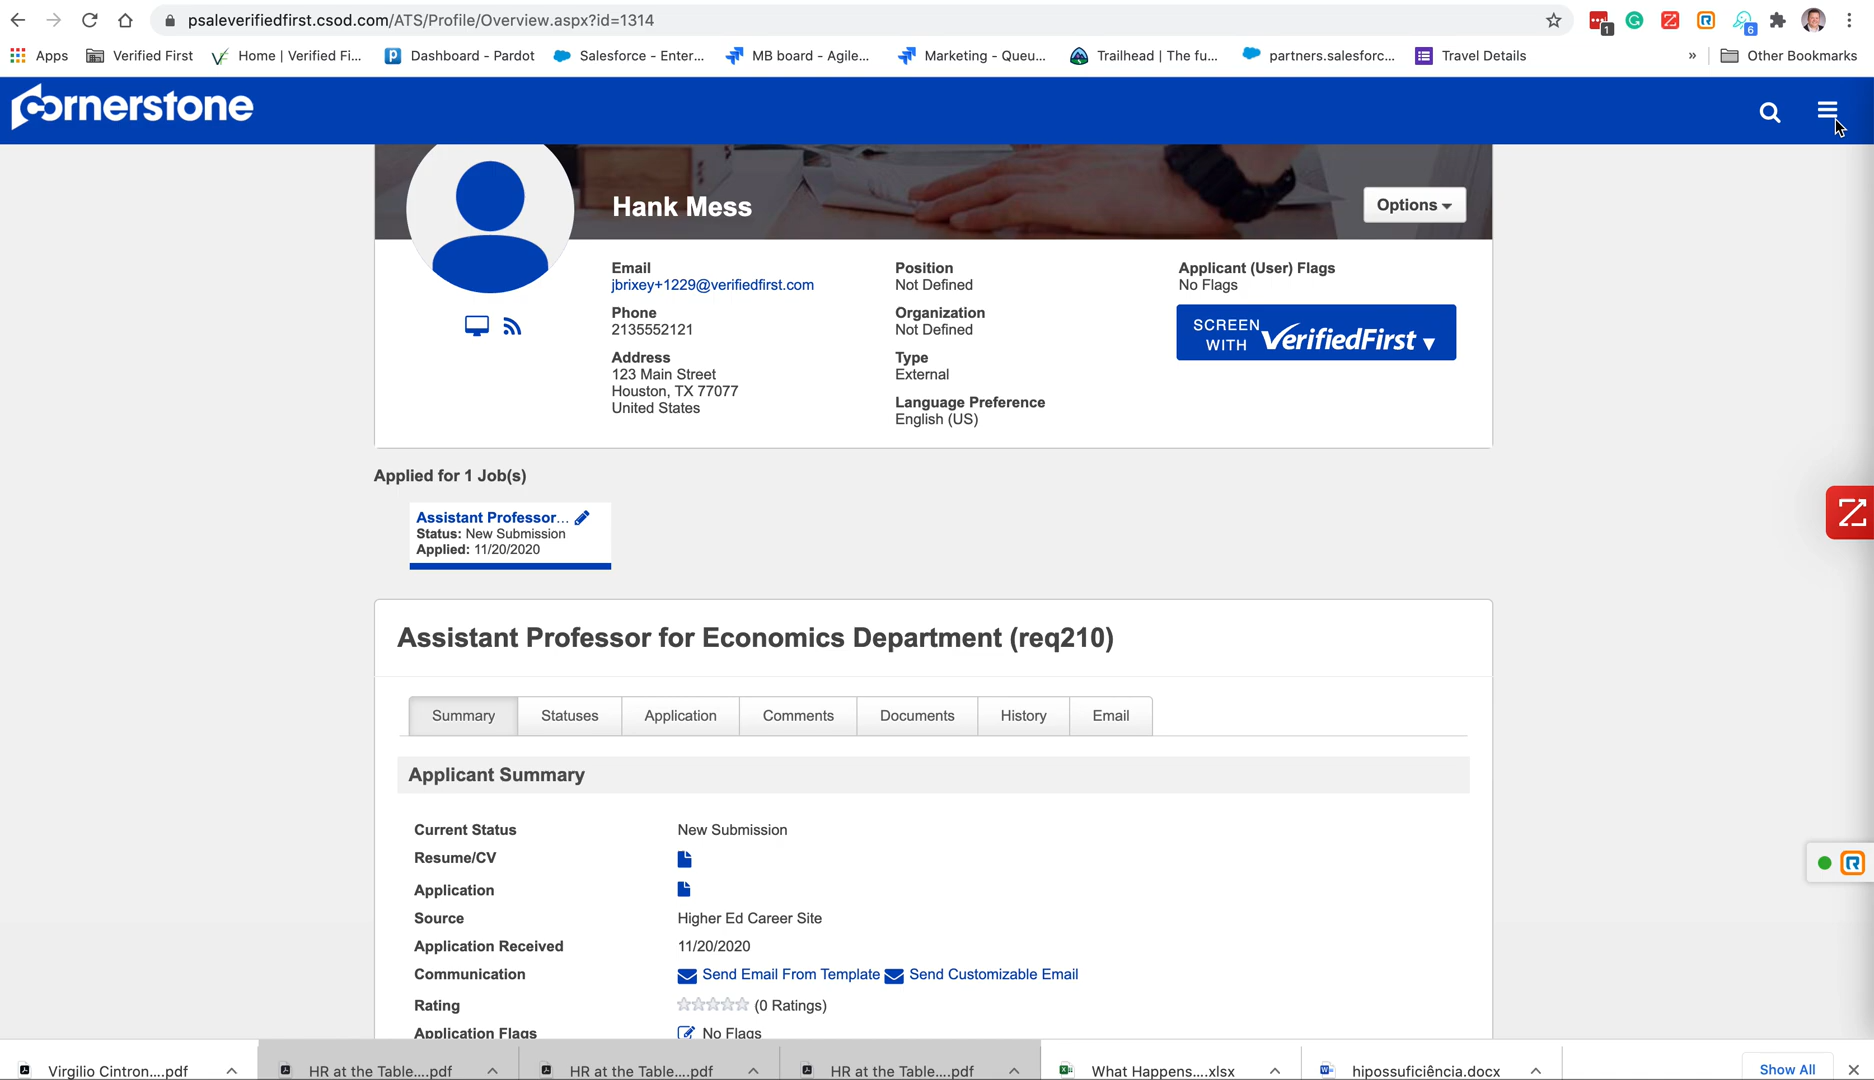 psaleverifiedfirst.csod.com/ATS/Profile/Overview.aspx?id=1314
1
6
Apps
Verified First
Home | Verified Fi...
Dashboard - Pardot
Salesforce - Enter...
MB board - Agile...
Marketing - Queu...
Trailhead | The fu...
partners.salesforc...
Travel Details
»
Other Bookmarks
Cornerstone
Hank Mess
Options
Email
jbrixey+1229@verifiedfirst.com
Phone
2135552121
Address
123 Main Street
Houston, TX 77077
United States
Position
Not Defined
Organization
Not Defined
Type
External
Language Preference
English (US)
Applicant (User) Flags
No Flags
SCREEN WITH VerifiedFirst
Applied for 1 Job(s)
Assistant Professor...
Status: New Submission
Applied: 11/20/2020
Assistant Professor for Economics Department (req210)
Summary
Statuses
Application
Comments
Documents
History
Email
Applicant Summary
Current Status New Submission
Resume/CV
Application
Source Higher Ed Career Site
Application Received 11/20/2020
Communication Send Email From Template Send Customizable Email
Rating (0 Ratings)
Application Flags No Flags
Virgilio Cintron....pdf
HR at the Table....pdf
HR at the Table....pdf
HR at the Table....pdf
What Happens....xlsx
hipossuficiência.docx
Show All